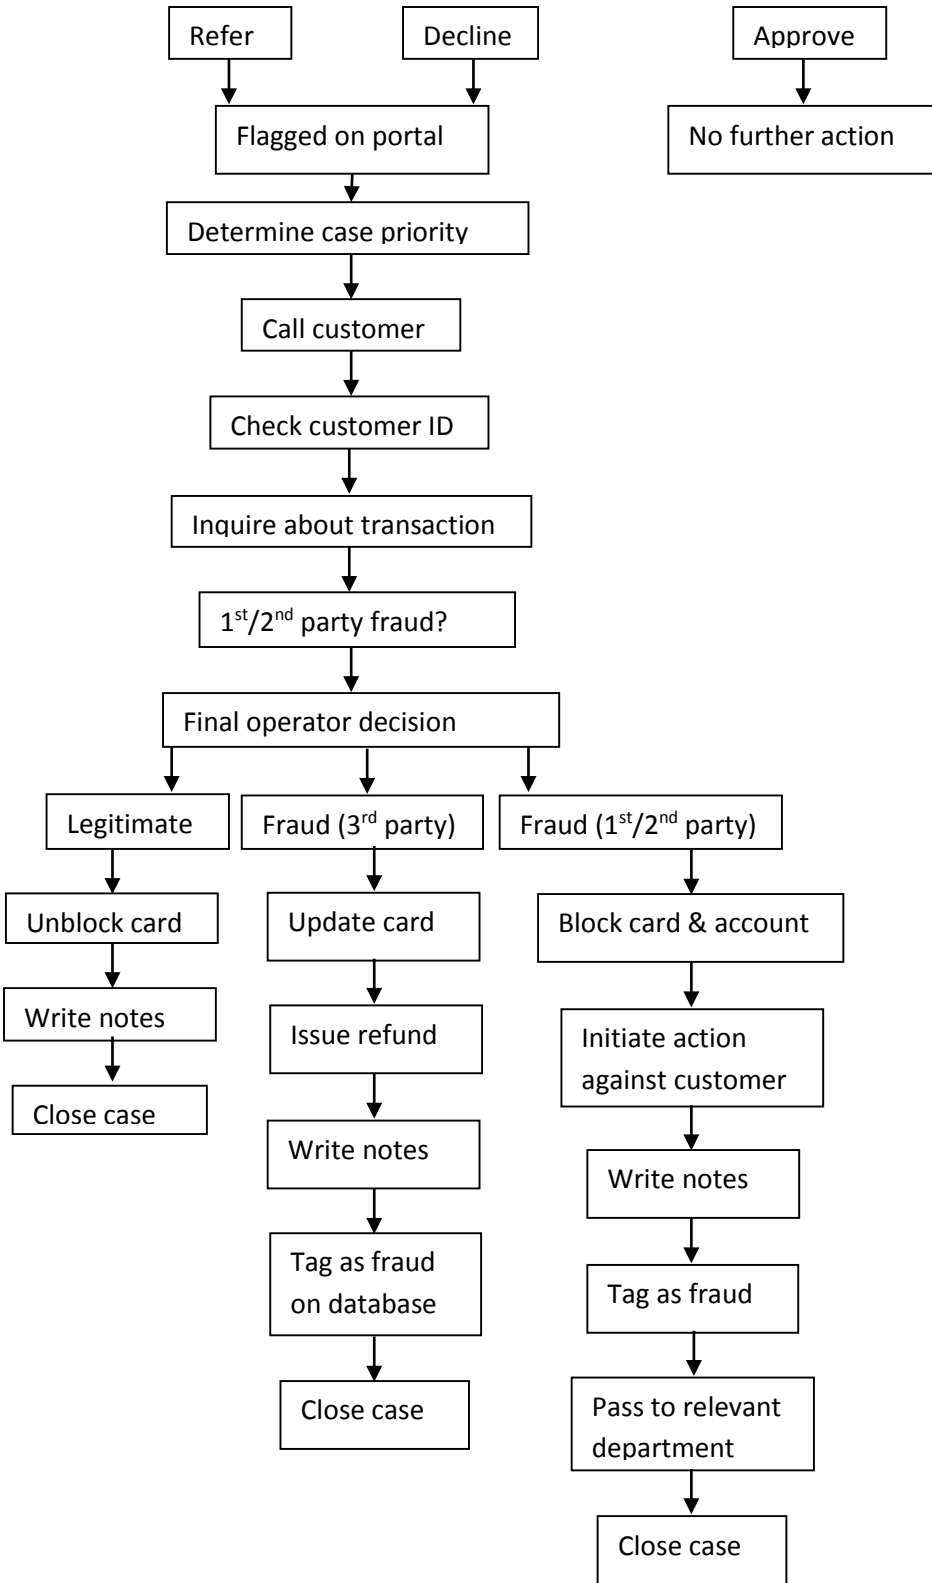 Refer
Decline
Approve
Flagged on portal
No further action
Determine case priority
Call customer
Check customer ID
Inquire about transaction
1st/2nd party fraud?
Final operator decision
Legitimate
Fraud (3rd party)
Fraud (1st/2nd party)
Unblock card
Update card
Block card & account
Write notes
Issue refund
Initiate action
against customer
Close case
Write notes
Write notes
Tag as fraud
on database
Tag as fraud
Close case
Pass to relevant
department
Close case